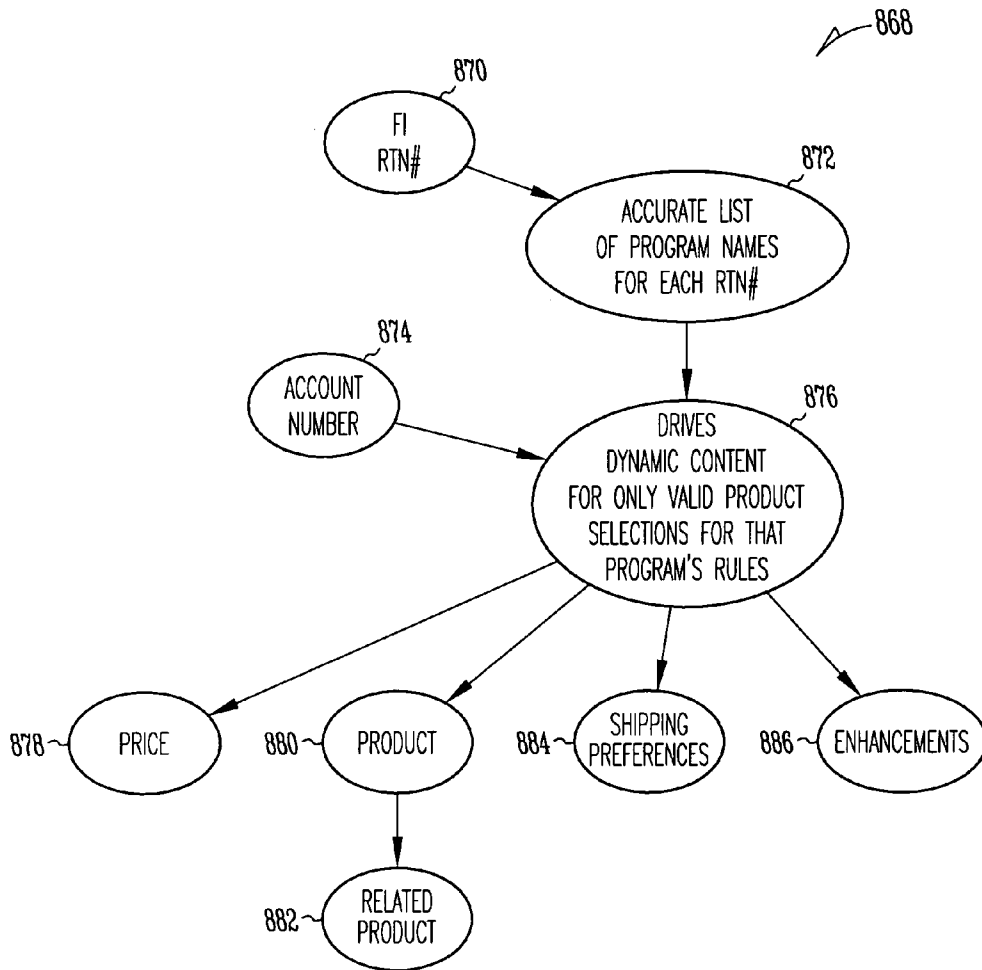 868
870
FI
RTN#
872
ACCURATE LIST
OF PROGRAM NAMES
FOR EACH RTN#
874
ACCOUNT
NUMBER
876
DRIVES
DYNAMIC CONTENT
FOR ONLY VALID PRODUCT
SELECTIONS FOR THAT
PROGRAM'S RULES
878
PRICE
880
PRODUCT
884
SHIPPING
PREFERENCES
886
ENHANCEMENTS
882
RELATED
PRODUCT